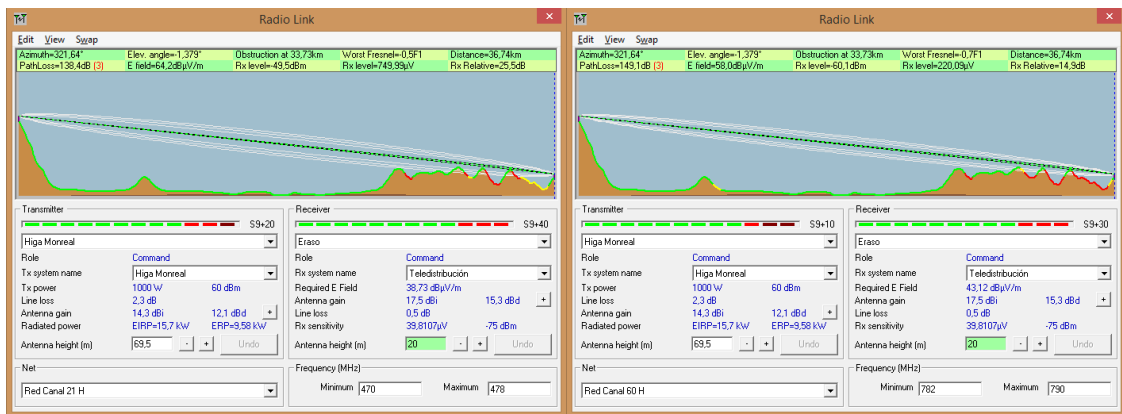 Radio Link
Edit View Swap
Azimuth=321,64° Elev. angle=-1,379° Obstruction at 33,73km Worst Fresnel=-0,5F1 Distance=36,74km
PathLoss=138,4dB (3) E field=64,2dBµV/m Rx level=-49,5dBm Rx level=749,99µV Rx Relative=25,5dB
Transmitter
S9+20
Higa Monreal
Role Command
Tx system name Higa Monreal
Tx power 1000 W 60 dBm
Line loss 2,3 dB
Antenna gain 14,3 dBi 12,1 dBd +
Radiated power EIRP=15,7 kW ERP=9,58 kW
Antenna height (m) 69,5 - + Undo
Receiver
S9+40
Eraso
Role Command
Rx system name Teledistribución
Required E Field 38,73 dBµV/m
Antenna gain 17,5 dBi 15,3 dBd +
Line loss 0,5 dB
Rx sensitivity 39,8107µV -75 dBm
Antenna height (m) 20 - + Undo
Net
Red Canal 21 H
Frequency (MHz)
Minimum 470 Maximum 478
Radio Link
Edit View Swap
Azimuth=321,64° Elev. angle=-1,379° Obstruction at 33,73km Worst Fresnel=-0,7F1 Distance=36,74km
PathLoss=149,1dB (3) E field=58,0dBµV/m Rx level=-60,1dBm Rx level=220,09µV Rx Relative=14,9dB
Transmitter
S9+10
Higa Monreal
Role Command
Tx system name Higa Monreal
Tx power 1000 W 60 dBm
Line loss 2,3 dB
Antenna gain 14,3 dBi 12,1 dBd +
Radiated power EIRP=15,7 kW ERP=9,58 kW
Antenna height (m) 69,5 - + Undo
Receiver
S9+30
Eraso
Role Command
Rx system name Teledistribución
Required E Field 43,12 dBµV/m
Antenna gain 17,5 dBi 15,3 dBd +
Line loss 0,5 dB
Rx sensitivity 39,8107µV -75 dBm
Antenna height (m) 20 - + Undo
Net
Red Canal 60 H
Frequency (MHz)
Minimum 782 Maximum 790